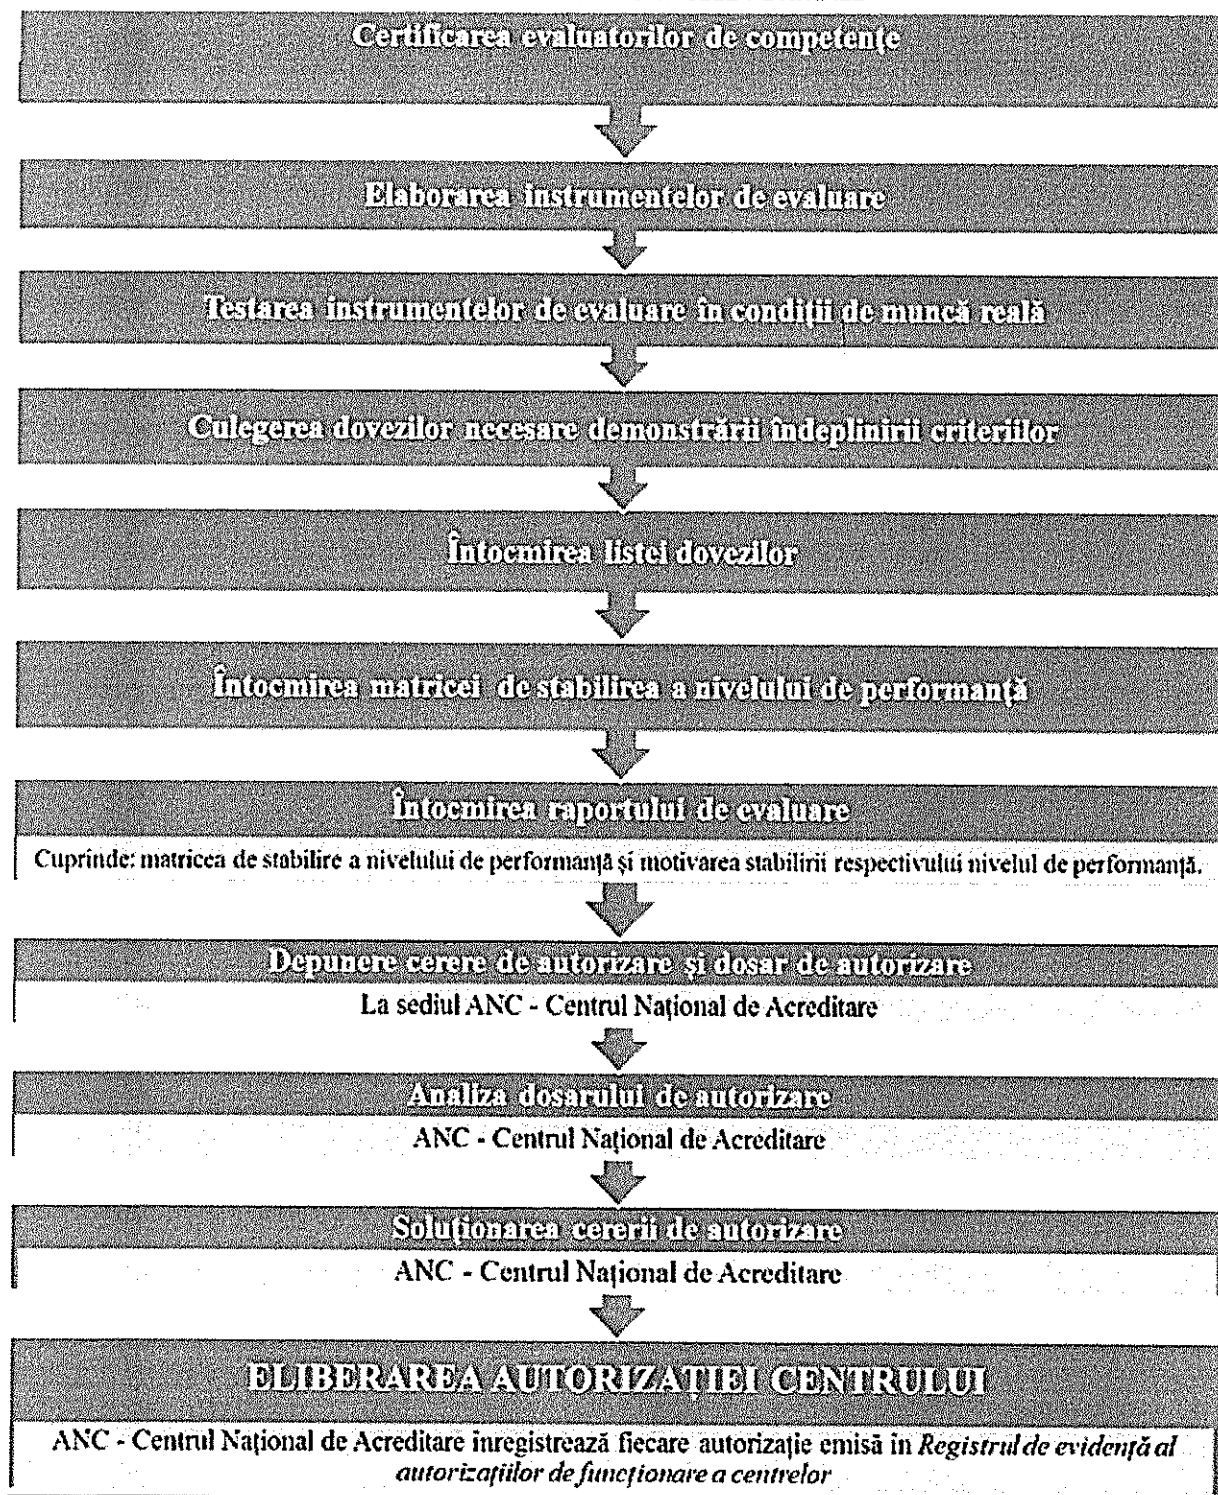 Certificarea evaluatorilor de competențe
Elaborarea instrumentelor de evaluare
Testarea instrumentelor de evaluare în condiții de muncă reală
Culegerea dovezilor necesare demonstrării îndeplinirii criteriilor
Întocmirea listei dovezilor
Întocmirea matricei de stabilirea a nivelului de performanță
Întocmirea raportului de evaluare
Cuprinde: matricea de stabilire a nivelului de performanță și motivarea stabilirii respectivului nivelul de performanță.
Depunere cerere de autorizare și dosar de autorizare
La sediul ANC - Centrul Național de Acreditare
Analiza dosarului de autorizare
ANC - Centrul Național de Acreditare
Soluționarea cererii de autorizare
ANC - Centrul Național de Acreditare
ELIBERAREA AUTORIZAȚIEI CENTRULUI
ANC - Centrul Național de Acreditare înregistrează fiecare autorizație emisă in Registrul de evidență al
autorizațiilor de funcționare a centrelor